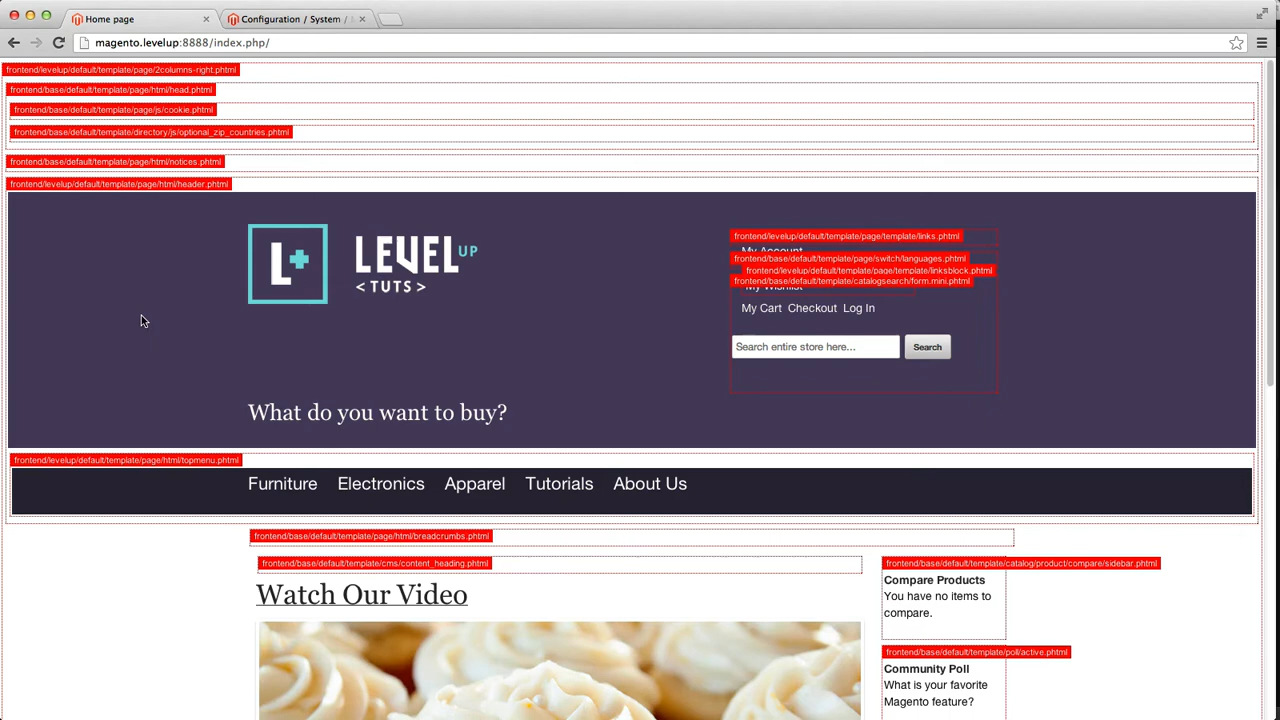 Home page
Configuration / System /
magento.levelup:8888/index.php/
frontend/levelup/default/template/page/2columns-right.phtml
frontend/base/default/template/page/html/head.phtml
frontend/base/default/template/page/js/cookie.phtml
frontend/base/default/template/directory/js/optional_zip_countries.phtml
frontend/base/default/template/page/html/notices.phtml
frontend/levelup/default/template/page/html/header.phtml
L+ LEVEL UP
<TUTS>
frontend/levelup/default/template/page/template/links.phtml
My Account
frontend/base/default/template/page/switch/languages.phtml
frontend/levelup/default/template/page/template/linksblock.phtml
frontend/base/default/template/catalogsearch/form.mini.phtml
My Wishlist
My Cart Checkout Log In
Search entire store here... Search
What do you want to buy?
frontend/levelup/default/template/page/html/topmenu.phtml
Furniture Electronics Apparel Tutorials About Us
frontend/base/default/template/page/html/breadcrumbs.phtml
frontend/base/default/template/cms/content_heading.phtml
Watch Our Video
frontend/base/default/template/catalog/product/compare/sidebar.phtml
Compare Products
You have no items to
compare.
frontend/base/default/template/poll/active.phtml
Community Poll
What is your favorite
Magento feature?